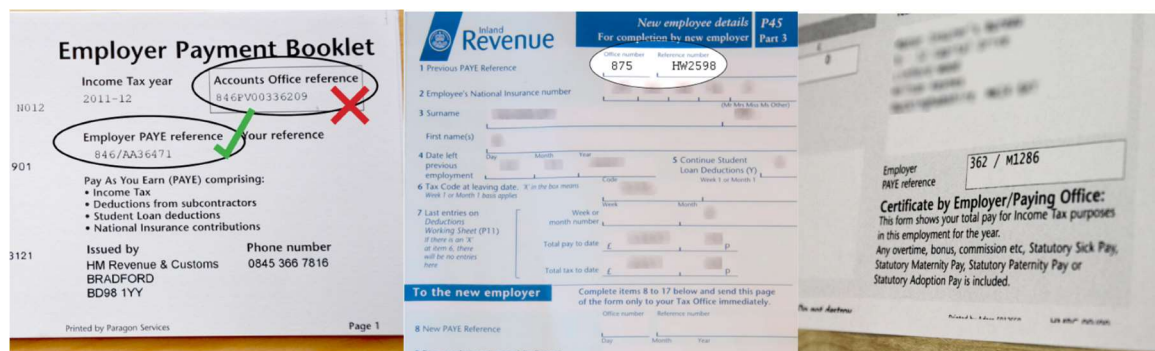 Employer Payment Booklet
Income Tax year
2011-12
Accounts Office reference
846PV00336209
N012
Employer PAYE reference
846/AA36471
Your reference
901
Pay As You Earn (PAYE) comprising:
• Income Tax
• Deductions from subcontractors
• Student Loan deductions
• National Insurance contributions
3121
Issued by
HM Revenue & Customs
BRADFORD
BD98 1YY
Phone number
0845 366 7816
Printed by Paragon Services
Page 1
Inland
Revenue
New employee details
For completion by new employer
P45
Part 3
Office number
Reference number
1 Previous PAYE Reference
875
HW2598
2 Employee's National Insurance number
(Mr Mrs Miss Ms Other)
3 Surname
First name(s)
4 Date left
previous
employment
Day
Month
Year
5 Continue Student
Loan Deductions (Y)
Code
Week 1 or Month 1
6 Tax Code at leaving date. 'X' in the box means
Week 1 or Month 1 basis applies
Week
Month
7 Last entries on
Deductions
Working Sheet (P11)
If there is an 'X'
at item 6, there
will be no entries
here
Week or
month number
Total pay to date
£
p
Total tax to date
£
p
To the new employer
Complete items 8 to 17 below and send this page
of the form only to your Tax Office immediately.
Office number
Reference number
8 New PAYE Reference
Day
Month
Year
£
0
Employer
PAYE reference
362 / M1286
Certificate by Employer/Paying Office:
This form shows your total pay for Income Tax purposes
in this employment for the year.
Any overtime, bonus, commission etc, Statutory Sick Pay,
Statutory Maternity Pay, Statutory Paternity Pay or
Statutory Adoption Pay is included.